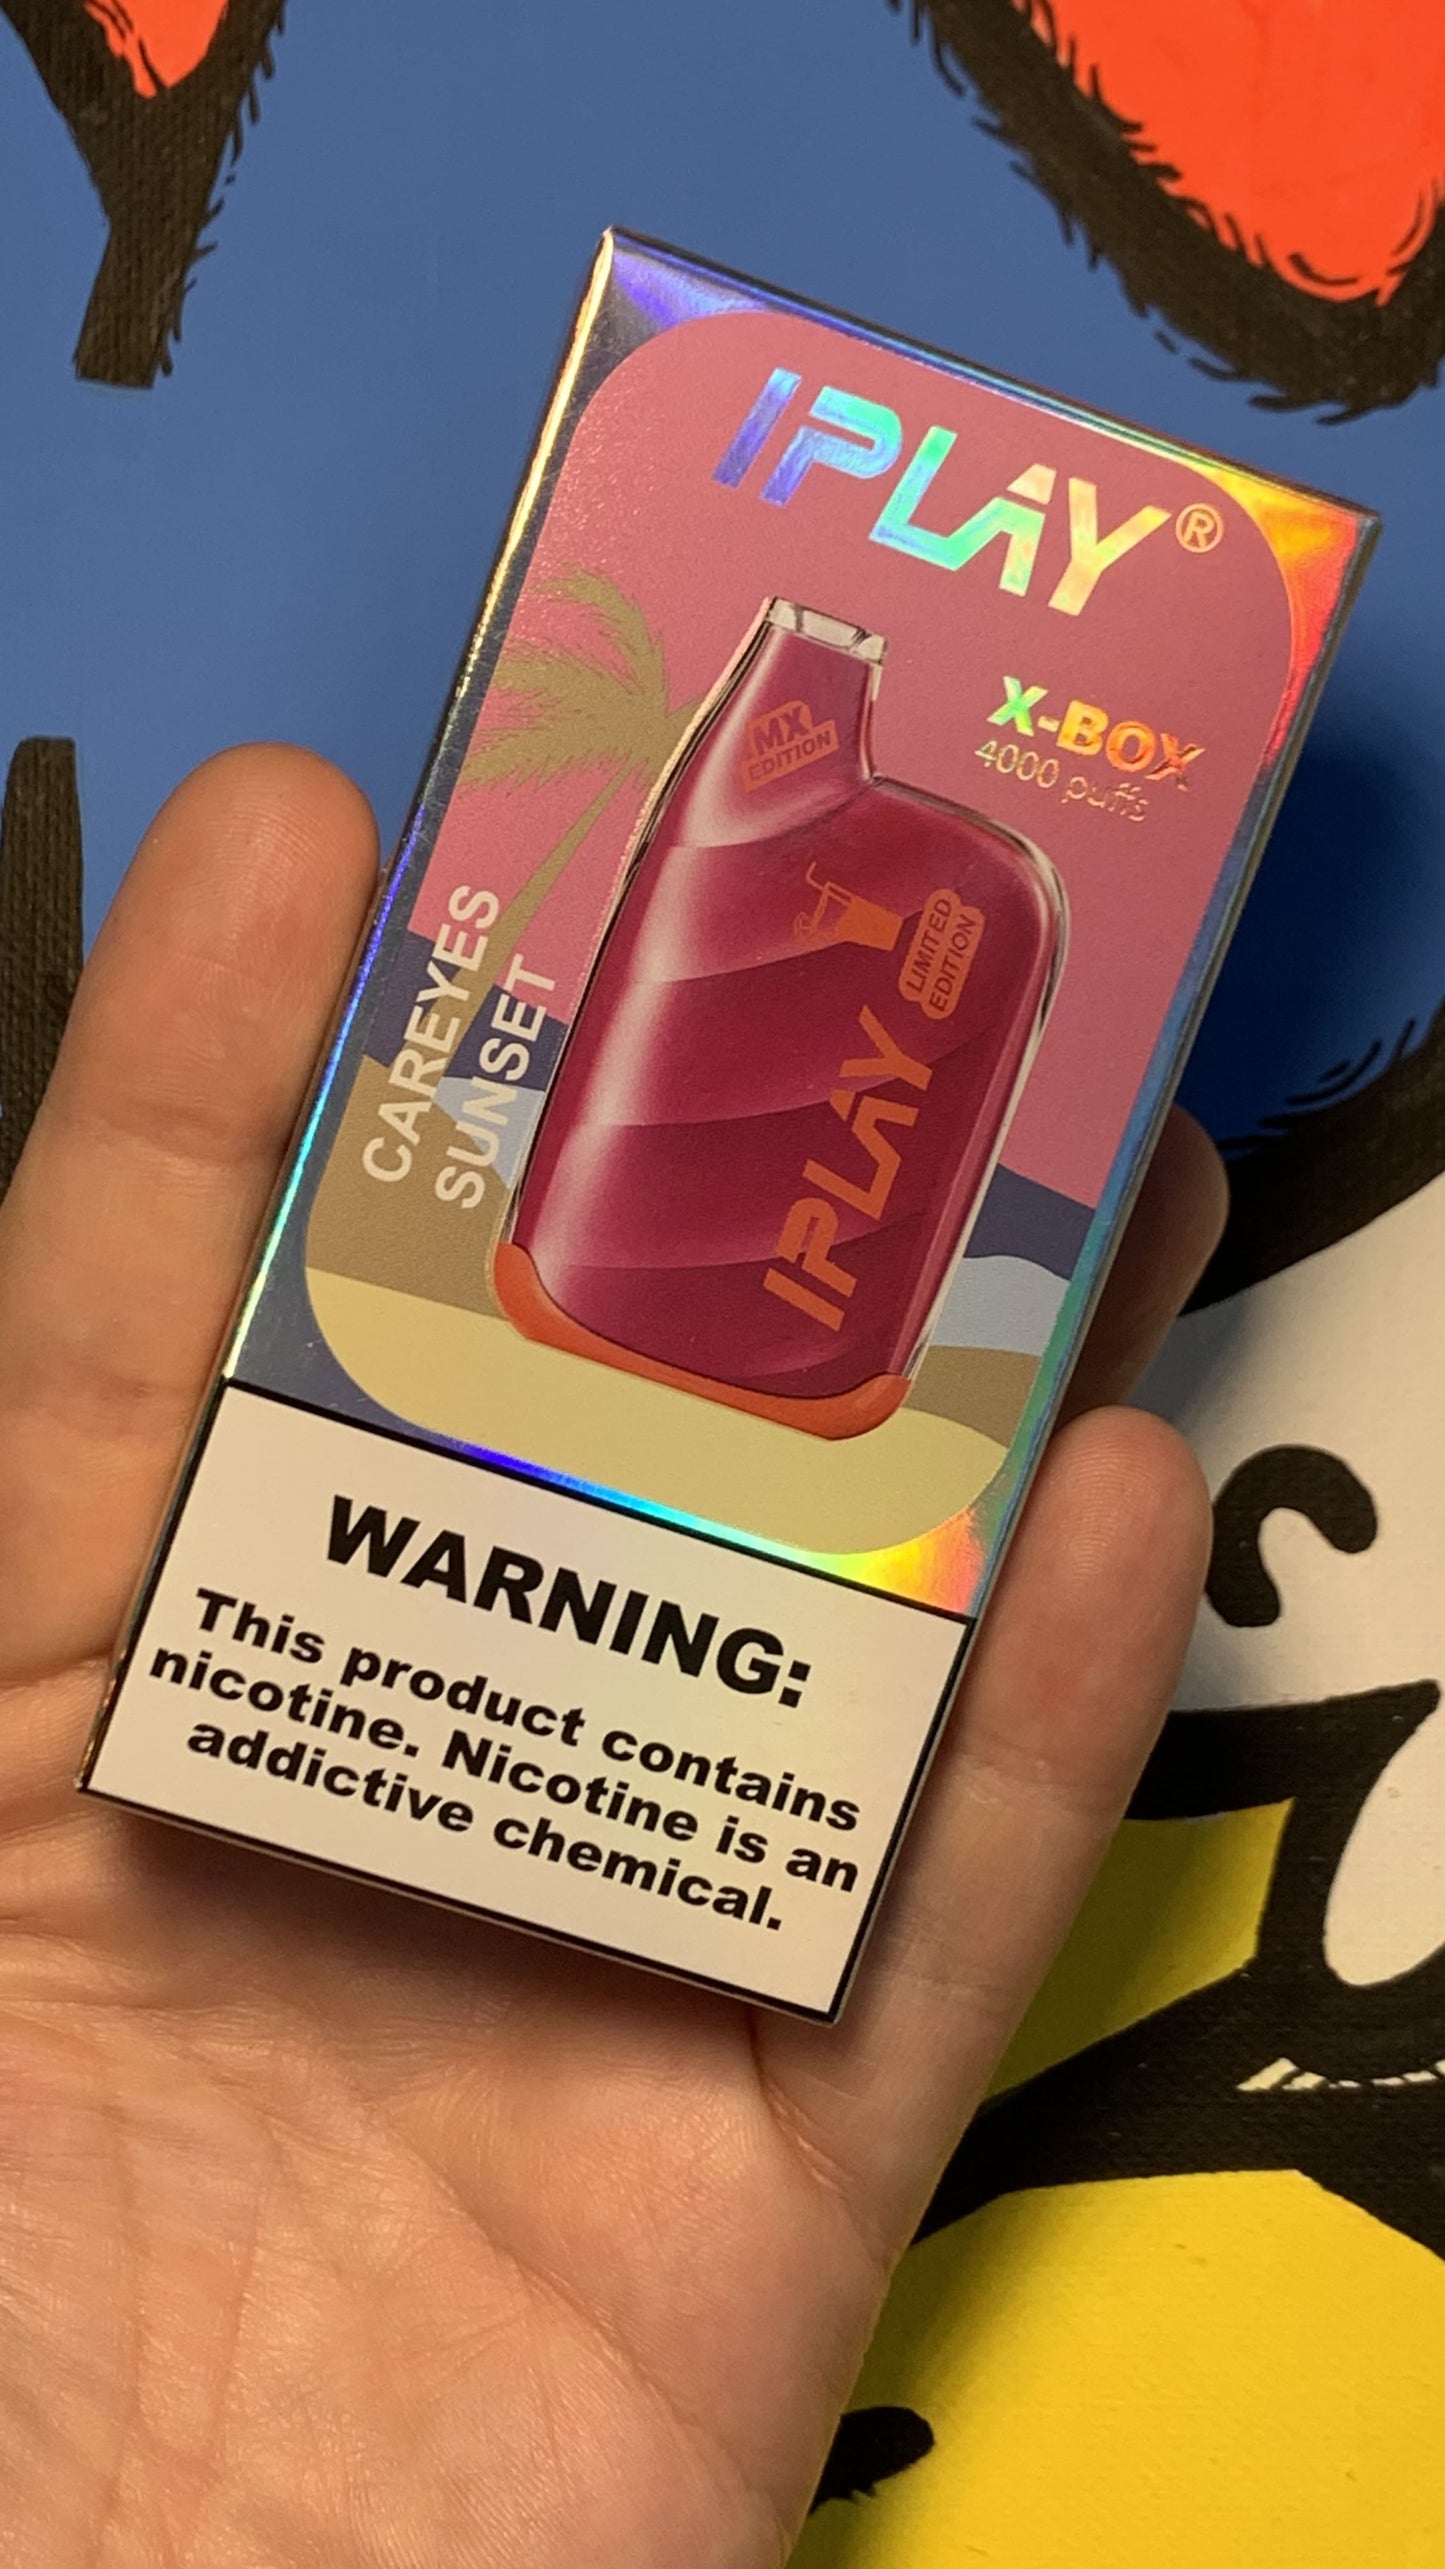 IPLAY®
X-BOX
4000 puffs
MX
EDITION
LIMITED
EDITION
IPLAY
CAREYES
SUNSET
WARNING:
This product contains
nicotine. Nicotine is an
addictive chemical.